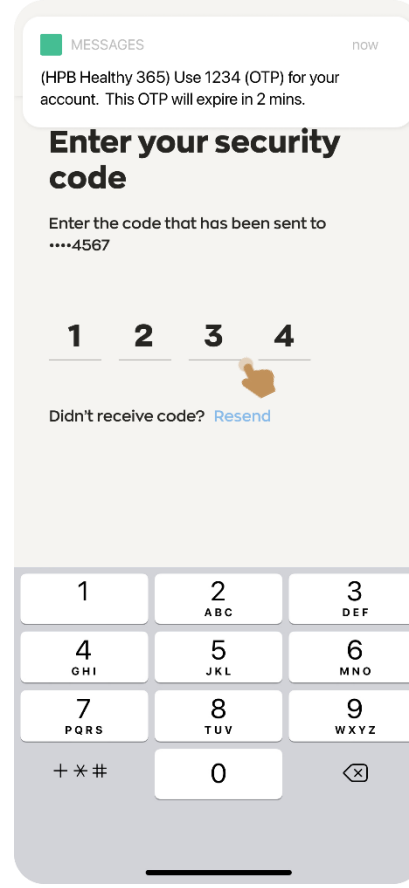 MESSAGES now
(HPB Healthy 365) Use 1234 (OTP) for your
account. This OTP will expire in 2 mins.
Enter your security
code
Enter the code that has been sent to
••••4567
1 2 3 4
Didn't receive code? Resend
1 2 3
ABC DEF
4 5 6
GHI JKL MNO
7 8 9
PQRS TUV WXYZ
+*# 0